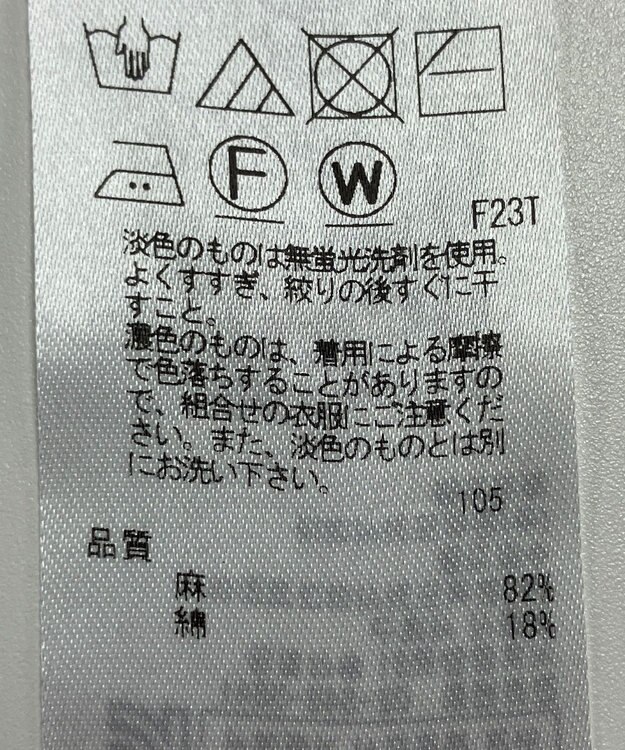 F
W
F23T
淡色のものは無蛍光洗剤を使用。
よくすすぎ、絞りの後すぐに干
すこと。
濃色のものは、着用による摩擦
で色落ちすることがありますの
で、組合せの衣服にご注意くだ
さい。また、淡色のものとは別
にお洗い下さい。
105
品質
麻 82%
綿 18%